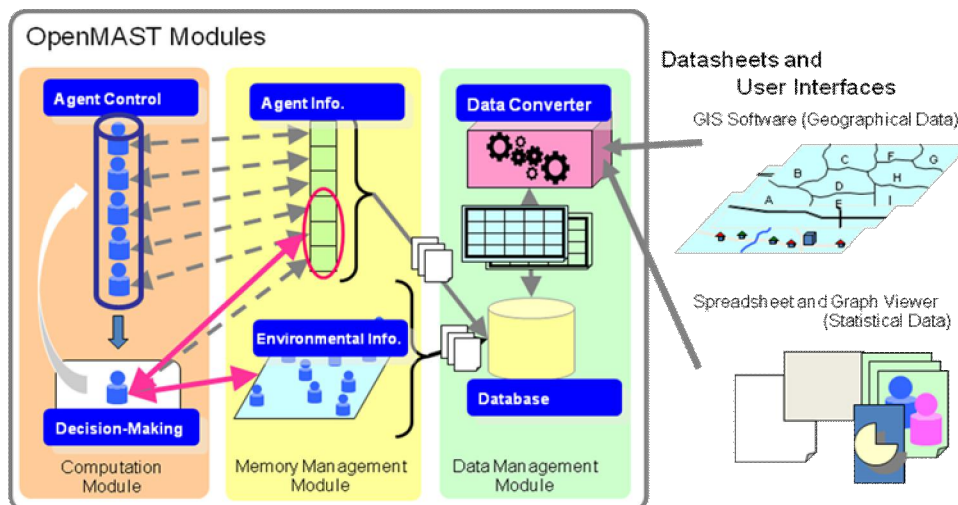 OpenMAST Modules
Agent Control
Decision-Making
Computation
Module
Agent Info.
Environmental Info.
Memory Management
Module
Data Converter
Database
Data Management
Module
Datasheets and
User Interfaces
GIS Software (Geographical Data)
A
B
C
D
E
F
G
H
I
Spreadsheet and Graph Viewer
(Statistical Data)